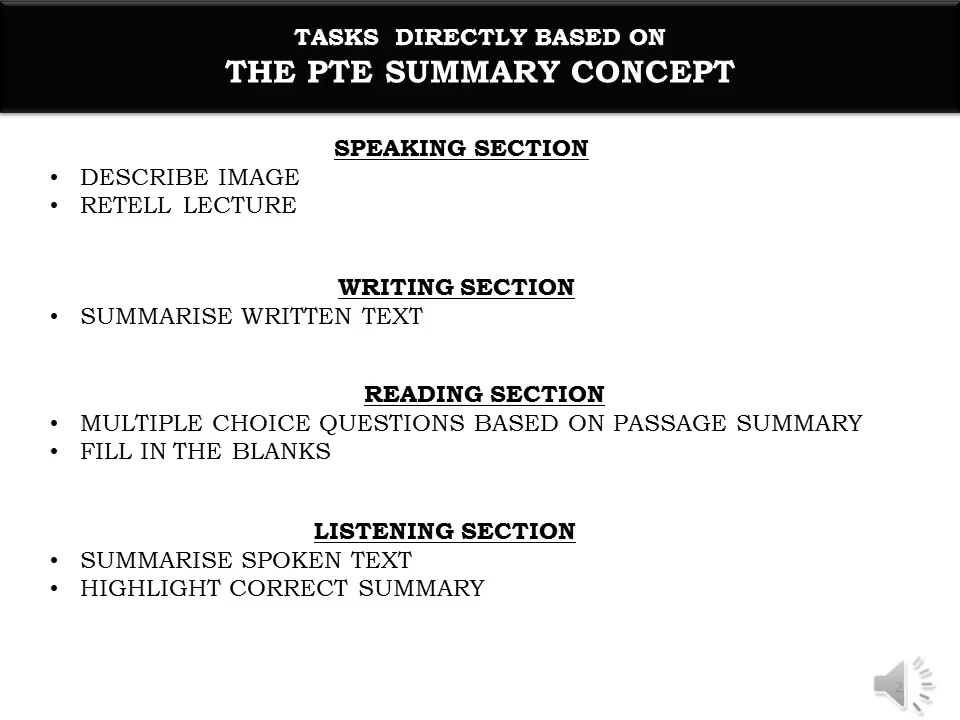 TASKS DIRECTLY BASED ON
THE PTE SUMMARY CONCEPT
SPEAKING SECTION
• DESCRIBE IMAGE
• RETELL LECTURE
WRITING SECTION
• SUMMARISE WRITTEN TEXT
READING SECTION
• MULTIPLE CHOICE QUESTIONS BASED ON PASSAGE SUMMARY
• FILL IN THE BLANKS
LISTENING SECTION
• SUMMARISE SPOKEN TEXT
• HIGHLIGHT CORRECT SUMMARY
2